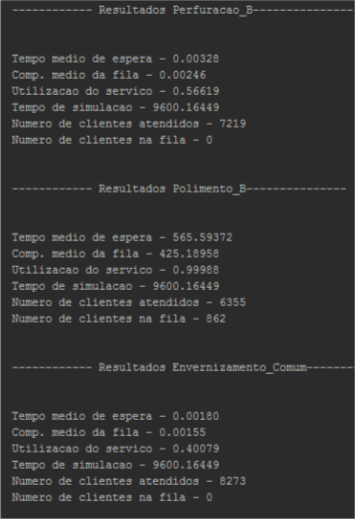 ------------ Resultados Perfuracao_B---------------
Tempo medio de espera - 0.00328
Comp. medio da fila - 0.00246
Utilizacao do servico - 0.56619
Tempo de simulacao - 9600.16449
Numero de clientes atendidos - 7219
Numero de clientes na fila - 0
------------ Resultados Polimento_B---------------
Tempo medio de espera - 565.59372
Comp. medio da fila - 425.18958
Utilizacao do servico - 0.99988
Tempo de simulacao - 9600.16449
Numero de clientes atendidos - 6355
Numero de clientes na fila - 862
------------ Resultados Envernizamento_Comum-------
Tempo medio de espera - 0.00180
Comp. medio da fila - 0.00155
Utilizacao do servico - 0.40079
Tempo de simulacao - 9600.16449
Numero de clientes atendidos - 8273
Numero de clientes na fila - 0